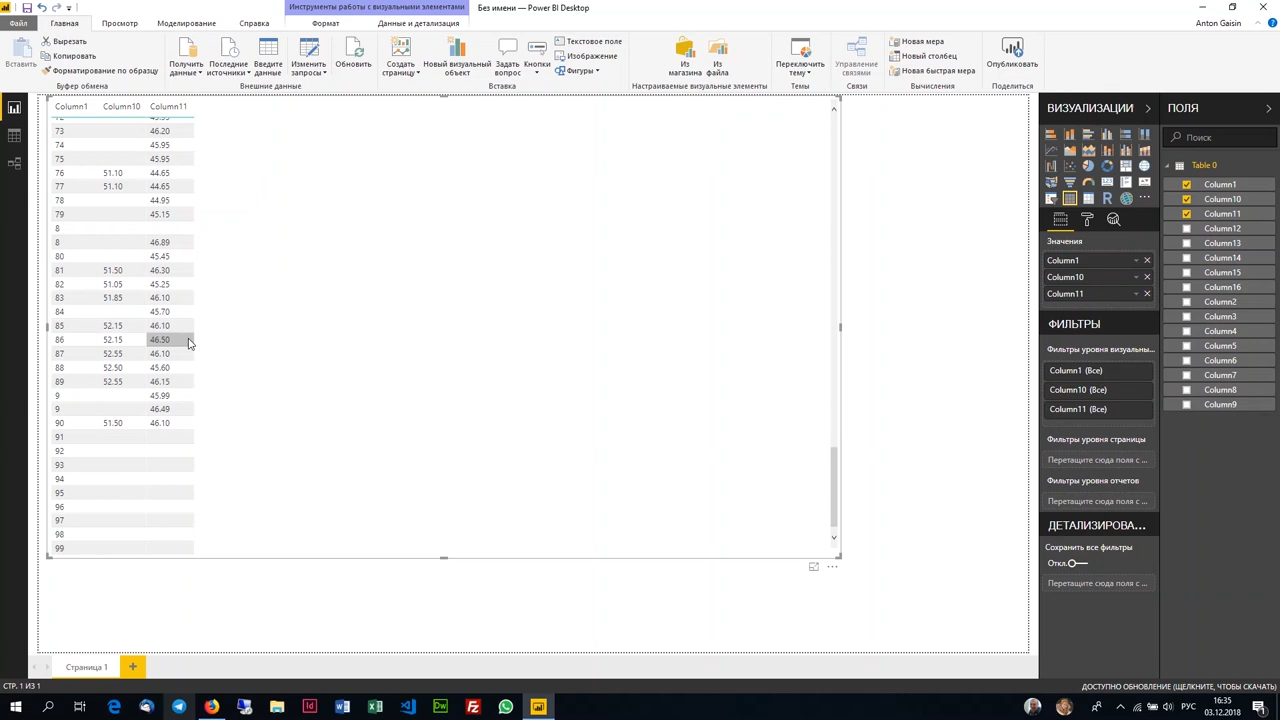 Инструменты работы с визуальными элементами
Без имени — Power BI Desktop
Файл
Главная
Просмотр
Моделирование
Справка
Формат
Данные и детализация
Anton Gaisin
Вставить
Вырезать
Копировать
Форматирование по образцу
Буфер обмена
Получить данные
Последние источники
Введите данные
Изменить запросы
Обновить
Внешние данные
Создать страницу
Новый визуальный объект
Задать вопрос
Кнопки
Текстовое поле
Изображение
Фигуры
Вставка
Из магазина
Из файла
Настраиваемые визуальные элементы
Переключить тему
Темы
Управление связями
Связи
Новая мера
Новый столбец
Новая быстрая мера
Вычисления
Опубликовать
Поделиться
Column1 Column10 Column11
73 46.20
74 45.95
75 45.95
76 51.10 44.65
77 51.10 44.65
78 44.95
79 45.15
8
8 46.89
80 45.45
81 51.50 46.30
82 51.05 45.25
83 51.85 46.10
84 45.70
85 52.15 46.10
86 52.15 46.50
87 52.55 46.10
88 52.50 45.60
89 52.55 46.15
9 45.99
9 46.49
90 51.50 46.10
91
92
93
94
95
96
97
98
99
ВИЗУАЛИЗАЦИИ
Значения
Column1
Column10
Column11
ФИЛЬТРЫ
Фильтры уровня визуальны...
Column1 (Все)
Column10 (Все)
Column11 (Все)
Фильтры уровня страницы
Перетащите сюда поля с ...
Фильтры уровня отчетов
Перетащите сюда поля с ...
ДЕТАЛИЗИРОВА...
Сохранить все фильтры
Откл.
Перетащите сюда поля с ...
ПОЛЯ
Поиск
Table 0
Column1
Column10
Column11
Column12
Column13
Column14
Column15
Column16
Column2
Column3
Column4
Column5
Column6
Column7
Column8
Column9
Страница 1
СТР. 1 ИЗ 1
ДОСТУПНО ОБНОВЛЕНИЕ (ЩЕЛКНИТЕ, ЧТОБЫ СКАЧАТЬ)
РУС
16:35
03.12.2018